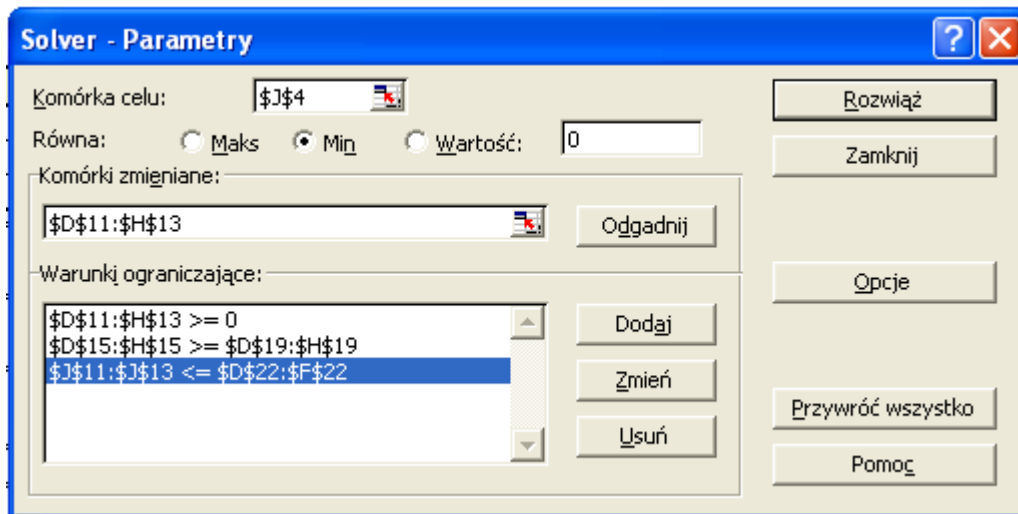 Solver - Parametry
Komórka celu: $J$4 Rozwiąż
Równa: Maks Min Wartość: 0 Zamknij
Komórki zmieniane:
$D$11:$H$13 Odgadnij
Warunki ograniczające: Opcje
$D$11:$H$13 >= 0 Dodaj
$D$15:$H$15 >= $D$19:$H$19
$J$11:$J$13 <= $D$22:$F$22
Zmień
Przywróć wszystko
Usuń
Pomoc